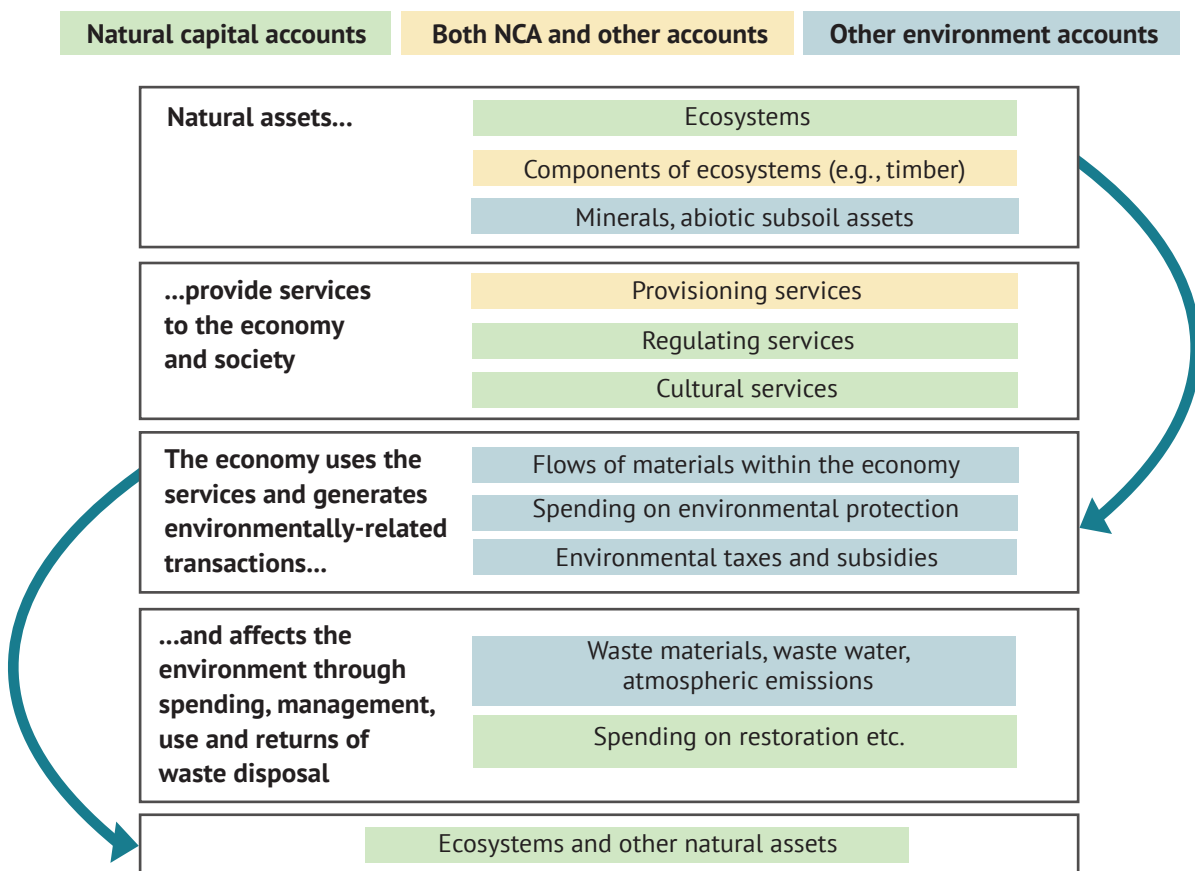 Natural capital accounts
Both NCA and other accounts
Other environment accounts
Natural assets...
Ecosystems
Components of ecosystems (e.g., timber)
Minerals, abiotic subsoil assets
...provide services
to the economy
and society
Provisioning services
Regulating services
Cultural services
The economy uses the
services and generates
environmentally-related
transactions...
Flows of materials within the economy
Spending on environmental protection
Environmental taxes and subsidies
...and affects the
environment through
spending, management,
use and returns of
waste disposal
Waste materials, waste water,
atmospheric emissions
Spending on restoration etc.
Ecosystems and other natural assets